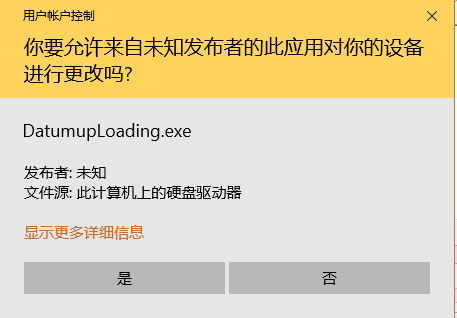 用户帐户控制
你要允许来自未知发布者的此应用对你的设备
进行更改吗?
DatumupLoading.exe
发布者: 未知
文件源: 此计算机上的硬盘驱动器
显示更多详细信息
是
否